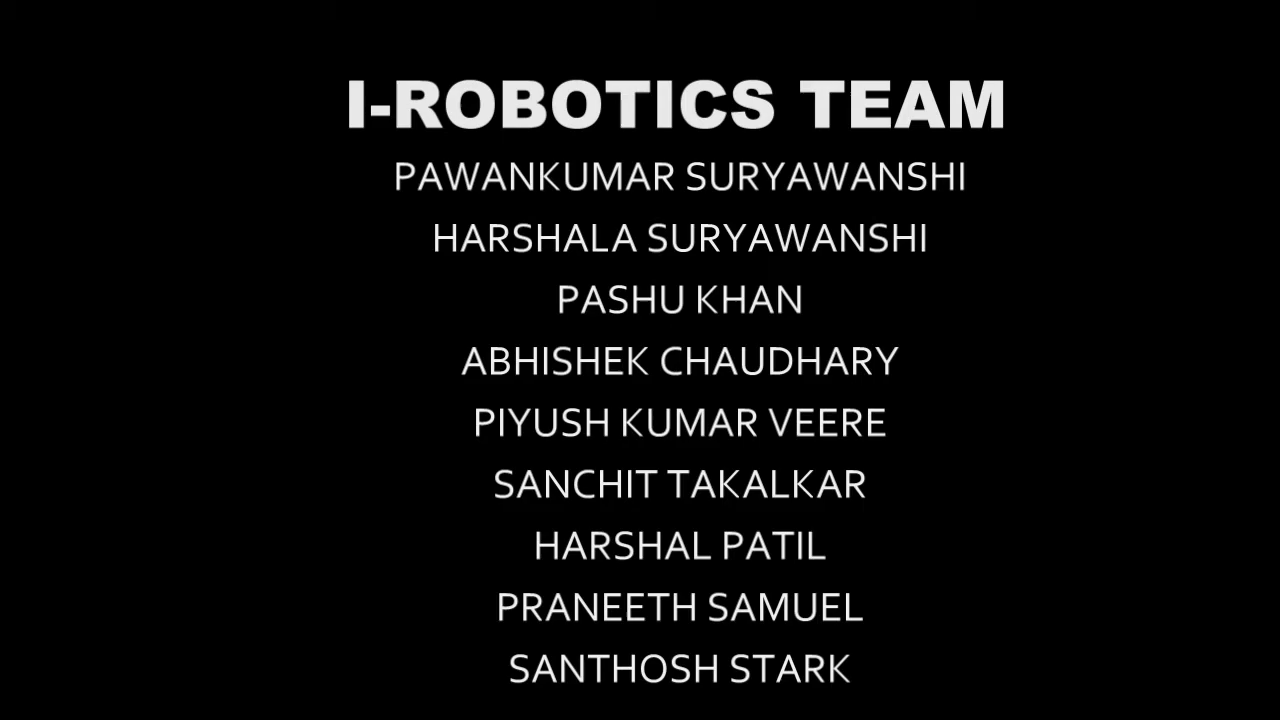 I-ROBOTICS TEAM
PAWANKUMAR SURYAWANSHI
HARSHALA SURYAWANSHI
PASHU KHAN
ABHISHEK CHAUDHARY
PIYUSH KUMAR VEERE
SANCHIT TAKALKAR
HARSHAL PATIL
PRANEETH SAMUEL
SANTHOSH STARK